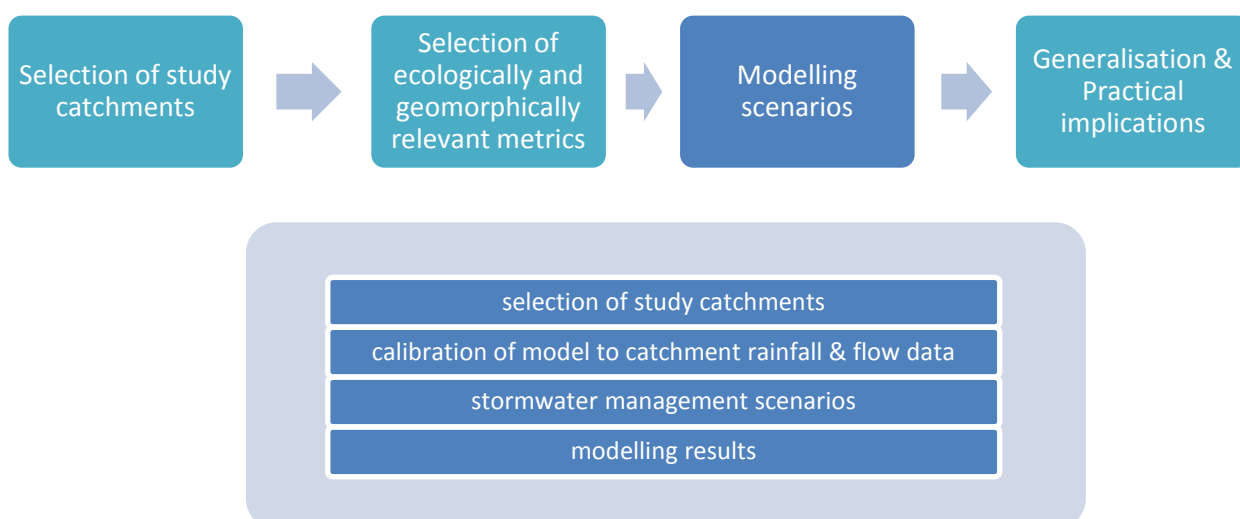 Selection of study
catchments
Selection of
ecologically and
geomorphically
relevant metrics
Modelling
scenarios
Generalisation &
Practical
implications
selection of study catchments
calibration of model to catchment rainfall & flow data
stormwater management scenarios
modelling results